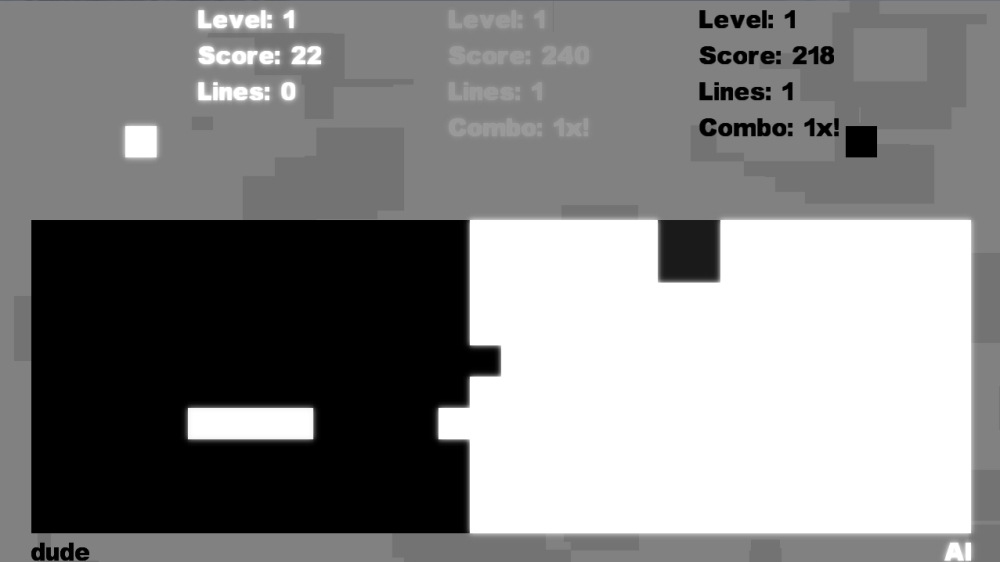 Level: 1
Score: 22
Lines: 0
Level: 1
Score: 240
Lines: 1
Combo: 1x!
Level: 1
Score: 218
Lines: 1
Combo: 1x!
dude
AI